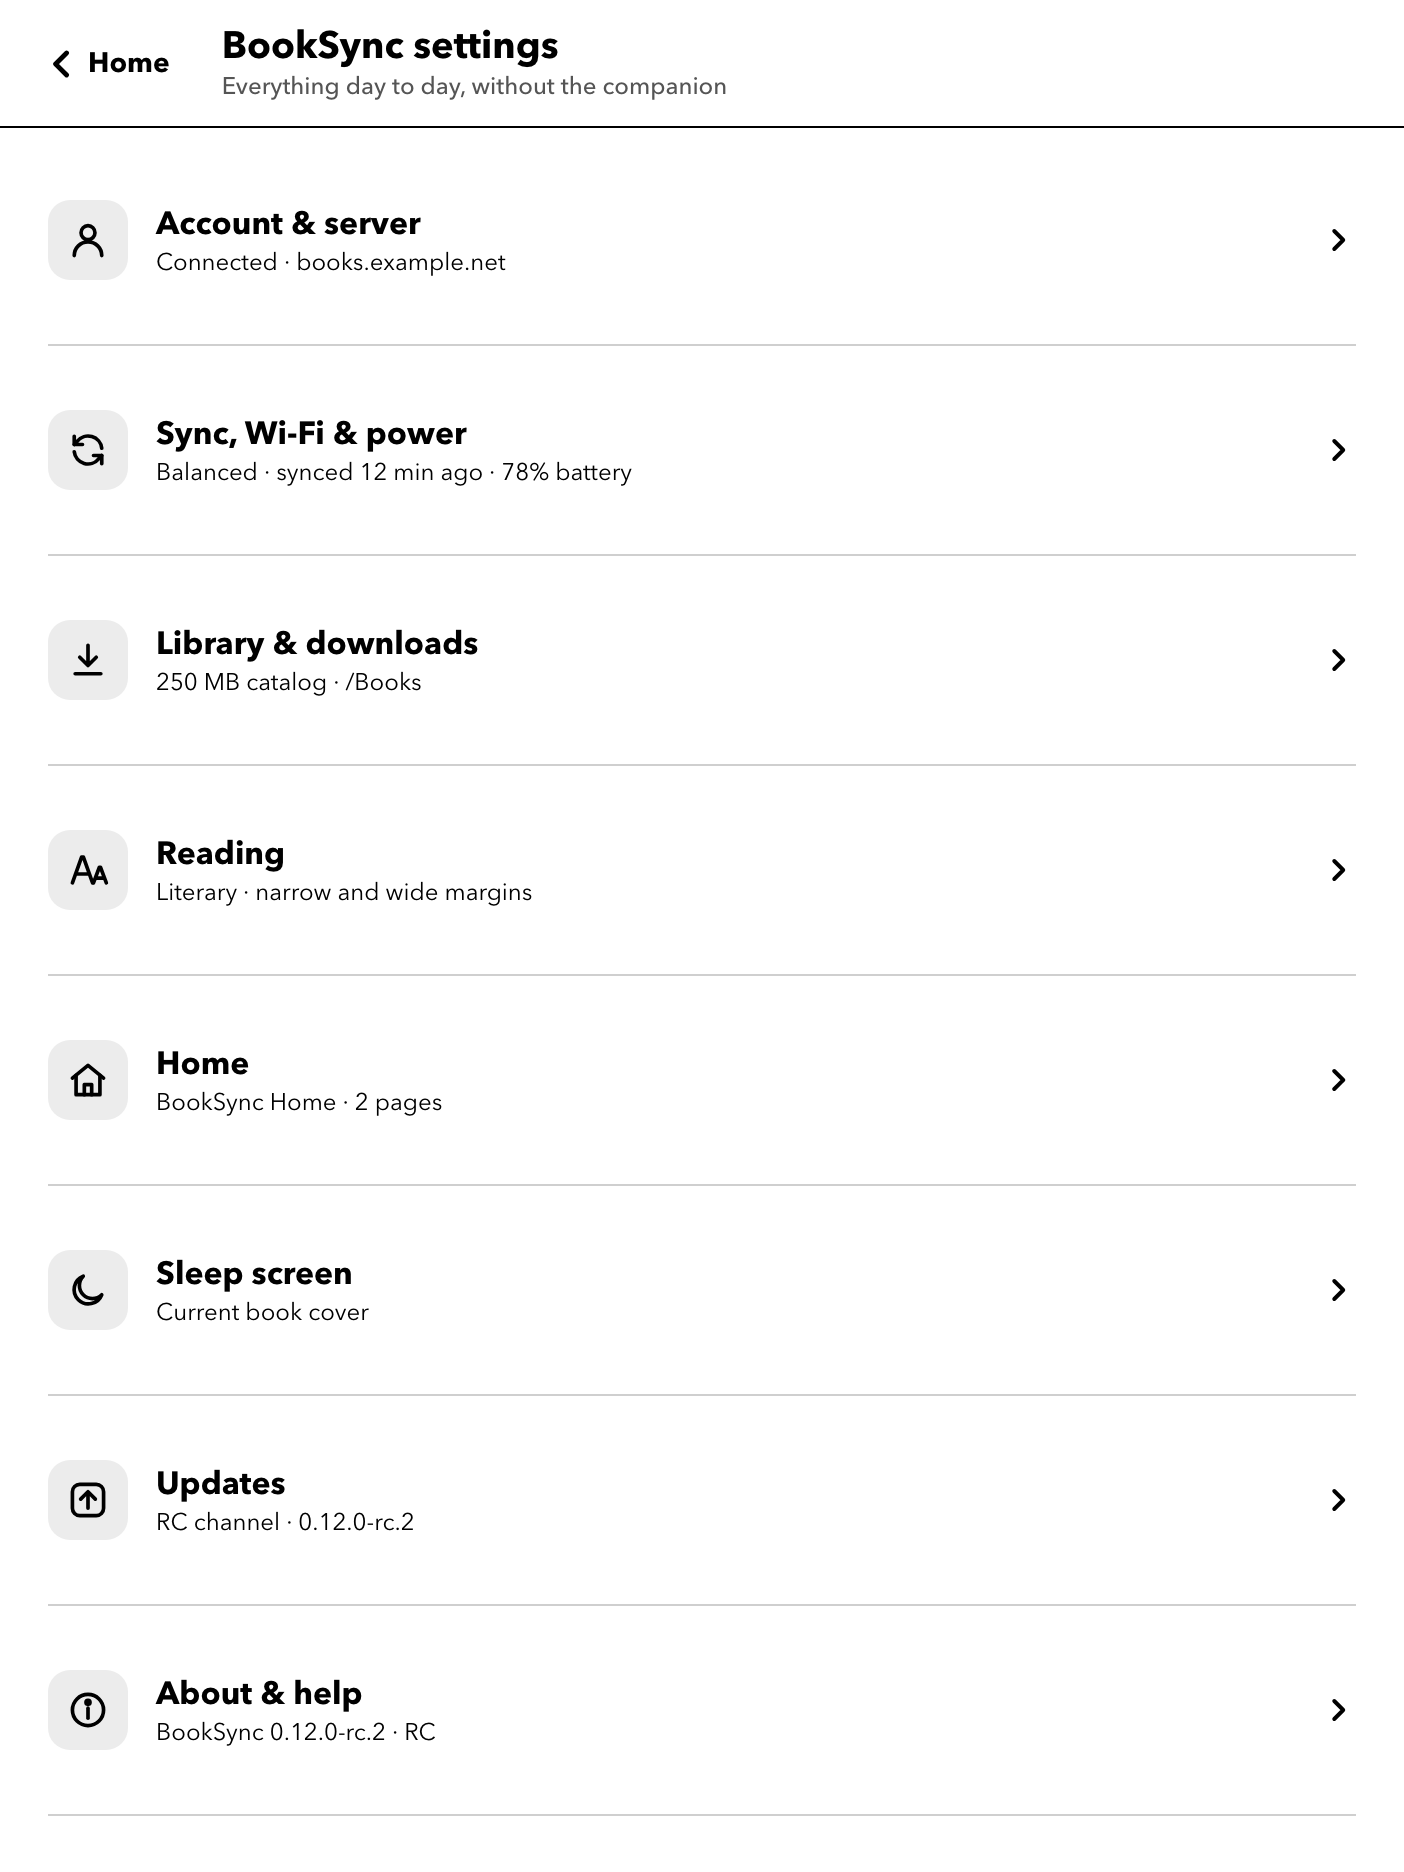 Home
BookSync settings
Everything day to day, without the companion
Account & server
Connected · books.example.net
Sync, Wi-Fi & power
Balanced · synced 12 min ago · 78% battery
Library & downloads
250 MB catalog · /Books
AA
Reading
Literary · narrow and wide margins
Home
BookSync Home · 2 pages
Sleep screen
Current book cover
Updates
RC channel · 0.12.0-rc.2
About & help
BookSync 0.12.0-rc.2 · RC